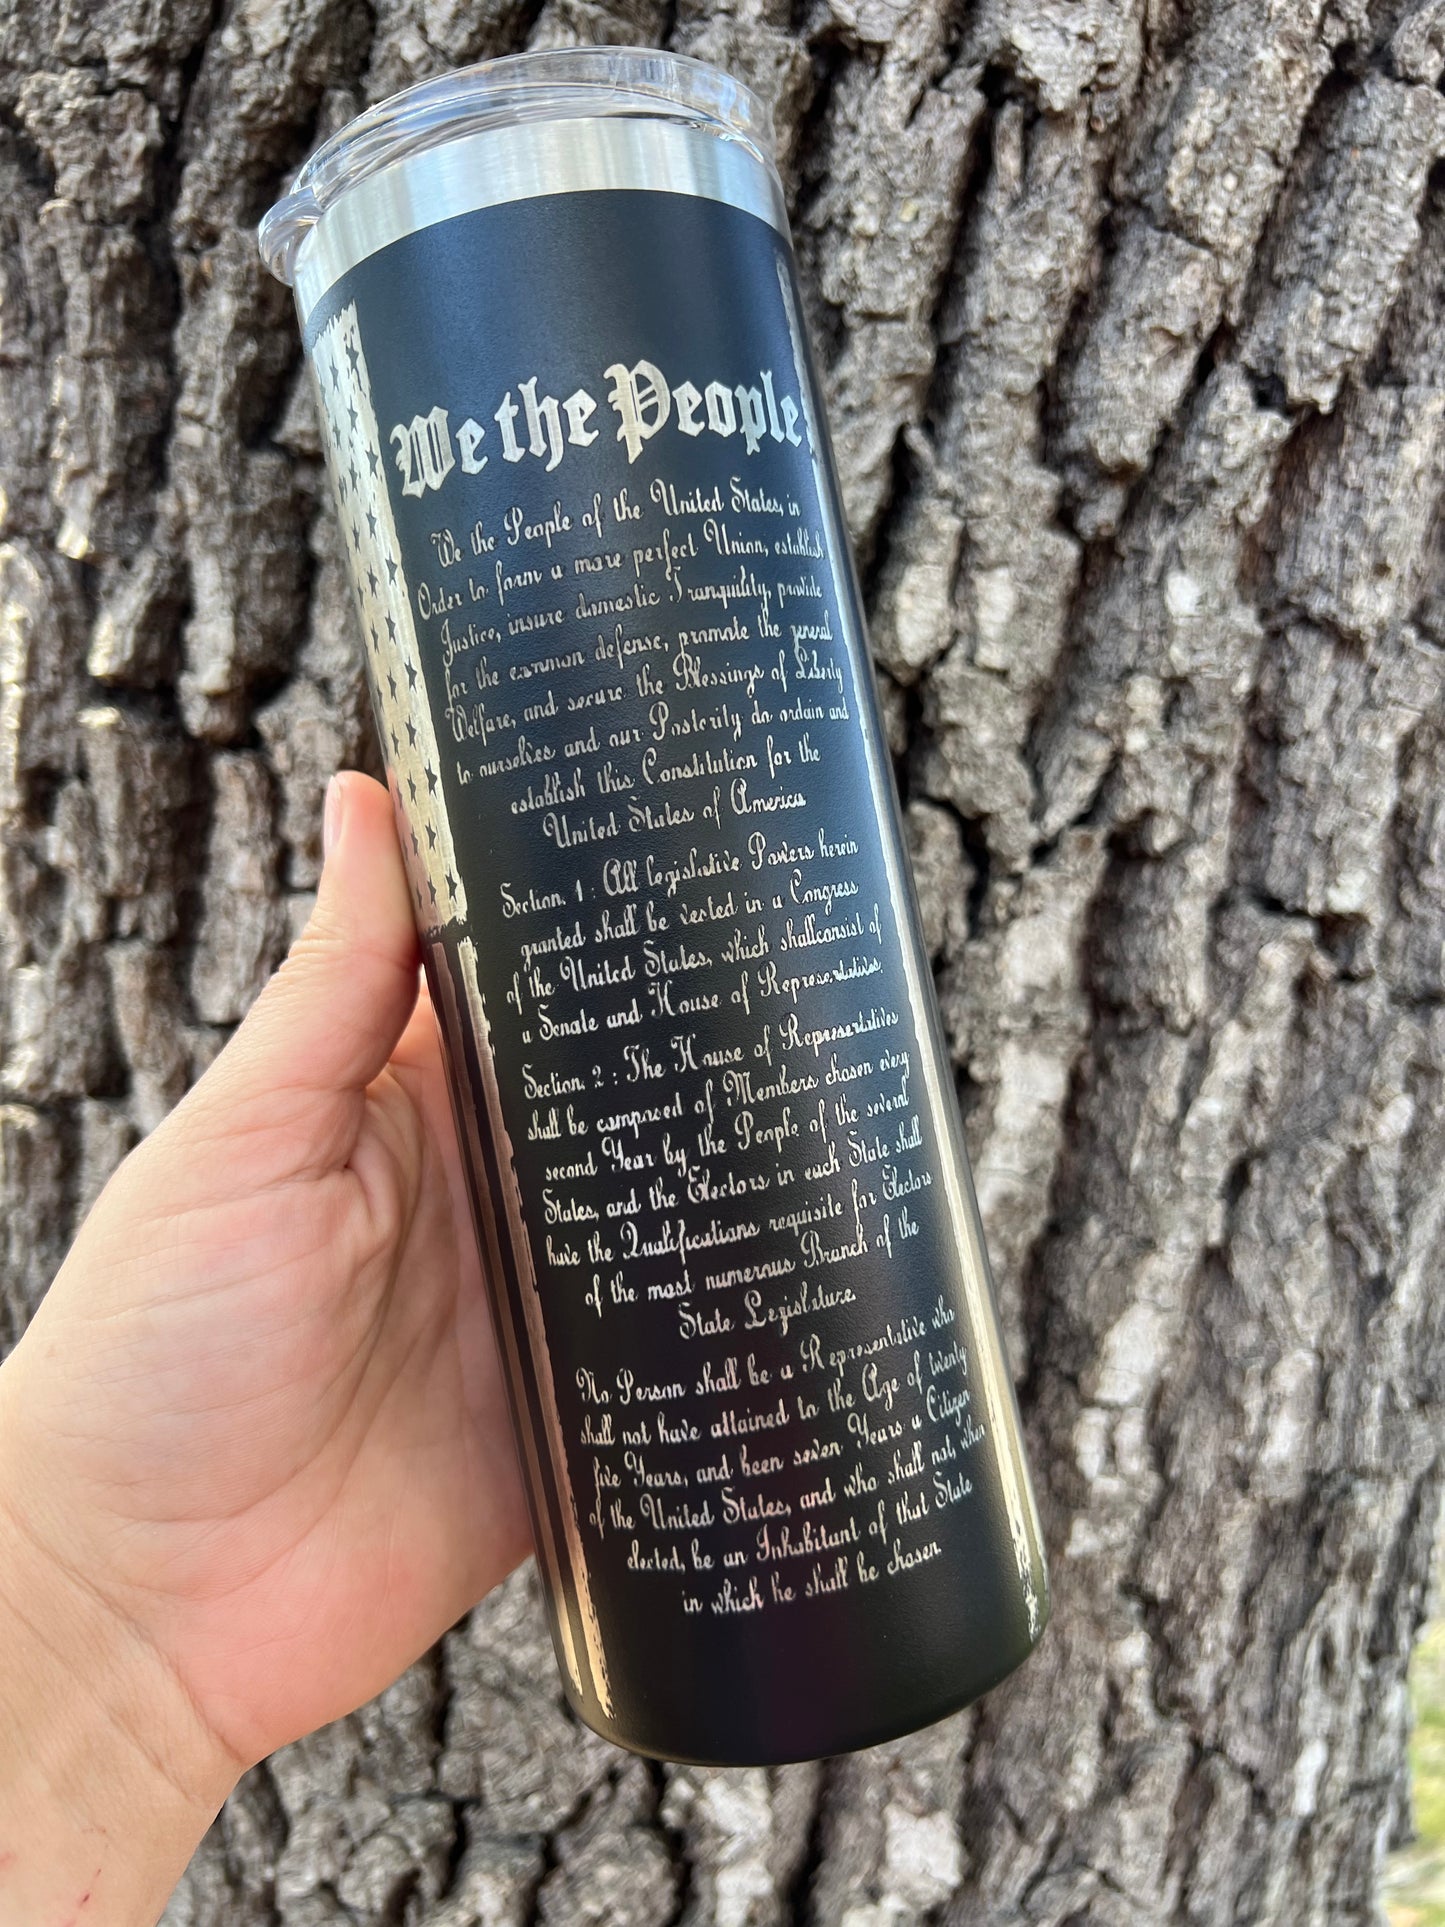 We the People
We the People of the United States, in
Order to form a more perfect Union, establish
Justice, insure domestic Tranquility, provide
for the common defense, promote the general
Welfare, and secure the Blessings of Liberty
to ourselves and our Posterity do ordain and
establish this Constitution for the
United States of America
Section. 1 : All legislative Powers herein
granted shall be vested in a Congress
of the United States, which shallconsist of
a Senate and House of Representatives.
Section. 2 : The House of Representatives
shall be composed of Members chosen every
second Year by the People of the several
States, and the Electors in each State shall
have the Qualifications requisite for Electors
of the most numerous Branch of the
State Legislature.
No Person shall be a Representative who
shall not have attained to the Age of twenty
five Years, and been seven Years a Citizen
of the United States, and who shall not, when
elected, be an Inhabitant of that State
in which he shall be chosen.